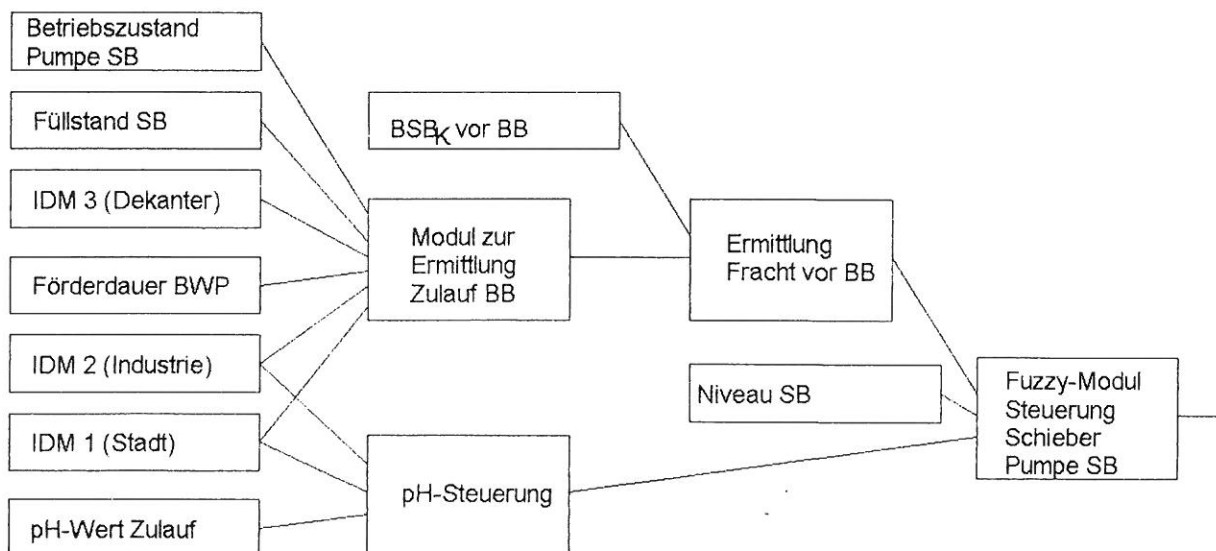 Betriebszustand
Pumpe SB
Füllstand SB
IDM 3 (Dekanter)
Förderdauer BWP
IDM 2 (Industrie)
IDM 1 (Stadt)
pH-Wert Zulauf
BSBK vor BB
Modul zur
Ermittlung
Zulauf BB
pH-Steuerung
Ermittlung
Fracht vor BB
Niveau SB
Fuzzy-Modul
Steuerung
Schieber
Pumpe SB